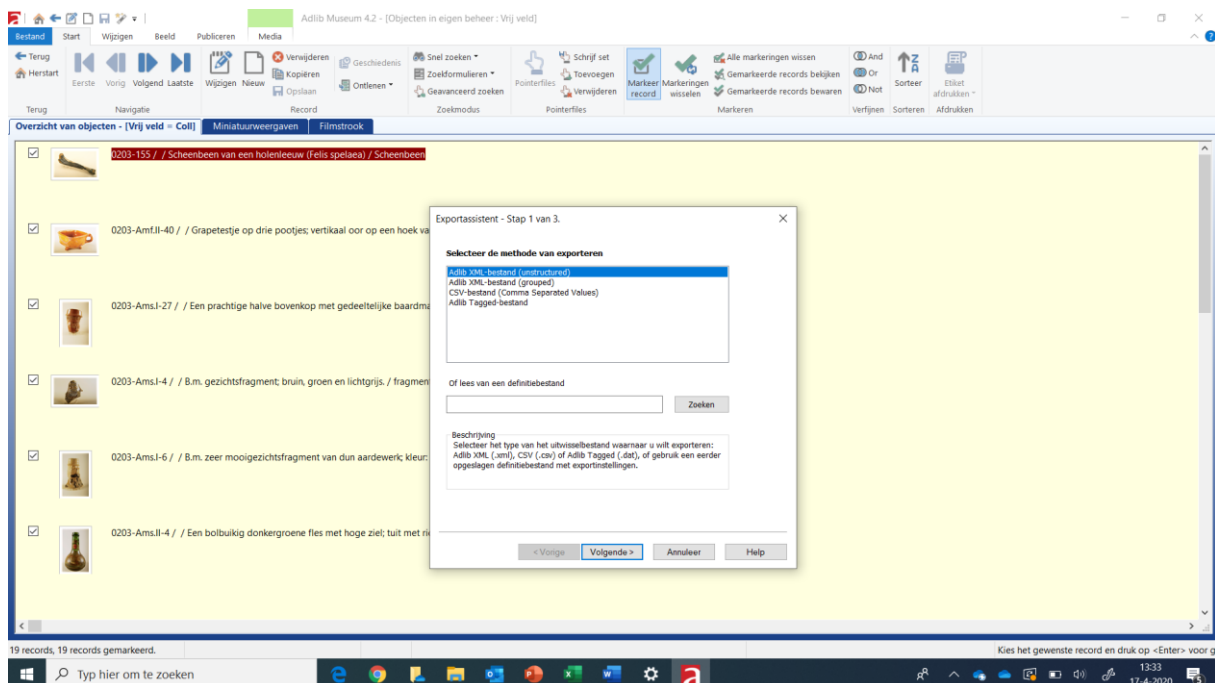 Adlib Museum 4.2 - [Objecten in eigen beheer : Vrij veld]
Bestand Start Wijzigen Beeld Publiceren Media
Terug
Herstart
Terug
Eerste Vorig Volgend Laatste
Navigatie
Wijzigen Nieuw
Verwijderen
Kopiëren
Opslaan
Geschiedenis
Ontlenen
Record
Snel zoeken
Zoekformulieren
Geavanceerd zoeken
Zoekmodus
Pointerfiles
Schrijf set
Toevoegen
Verwijderen
Pointerfiles
Markeer record
Markeringen wisselen
Alle markeringen wissen
Gemarkeerde records bekijken
Gemarkeerde records bewaren
Markeren
And
Or
Not
Verfijnen
Sorteer
Sorteren
Etiket afdrukken
Afdrukken
Overzicht van objecten - [Vrij veld = Coll] Miniatuurweergaven Filmstrook
0203-155 / / Scheenbeen van een holenleeuw (Felis spelaea) / Scheenbeen
0203-Amf.II-40 / / Grapetestje op drie pootjes; vertikaal oor op een hoek va
0203-Ams.I-27 / / Een prachtige halve bovenkop met gedeeltelijke baardma
0203-Ams.I-4 / / B.m. gezichtsfragment; bruin, groen en lichtgrijs. / fragmen
0203-Ams.I-6 / / B.m. zeer mooigezichtsfragment van dun aardewerk; kleur:
0203-Ams.II-4 / / Een bolbuikig donkergroene fles met hoge ziel; tuit met ri
Exportassistent - Stap 1 van 3.
Selecteer de methode van exporteren
Adlib XML-bestand (unstructured)
Adlib XML-bestand (grouped)
CSV-bestand (Comma Separated Values)
Adlib Tagged-bestand
Of lees van een definitiebestand
Zoeken
Beschrijving
Selecteer het type van het uitwisselbestand waarnaar u wilt exporteren:
Adlib XML (.xml), CSV (.csv) of Adlib Tagged (.dat), of gebruik een eerder
opgeslagen definitiebestand met exportinstellingen.
< Vorige Volgende > Annuleer Help
19 records, 19 records gemarkeerd.
Kies het gewenste record en druk op <Enter> voor g
Typ hier om te zoeken
13:33
17-4-2020